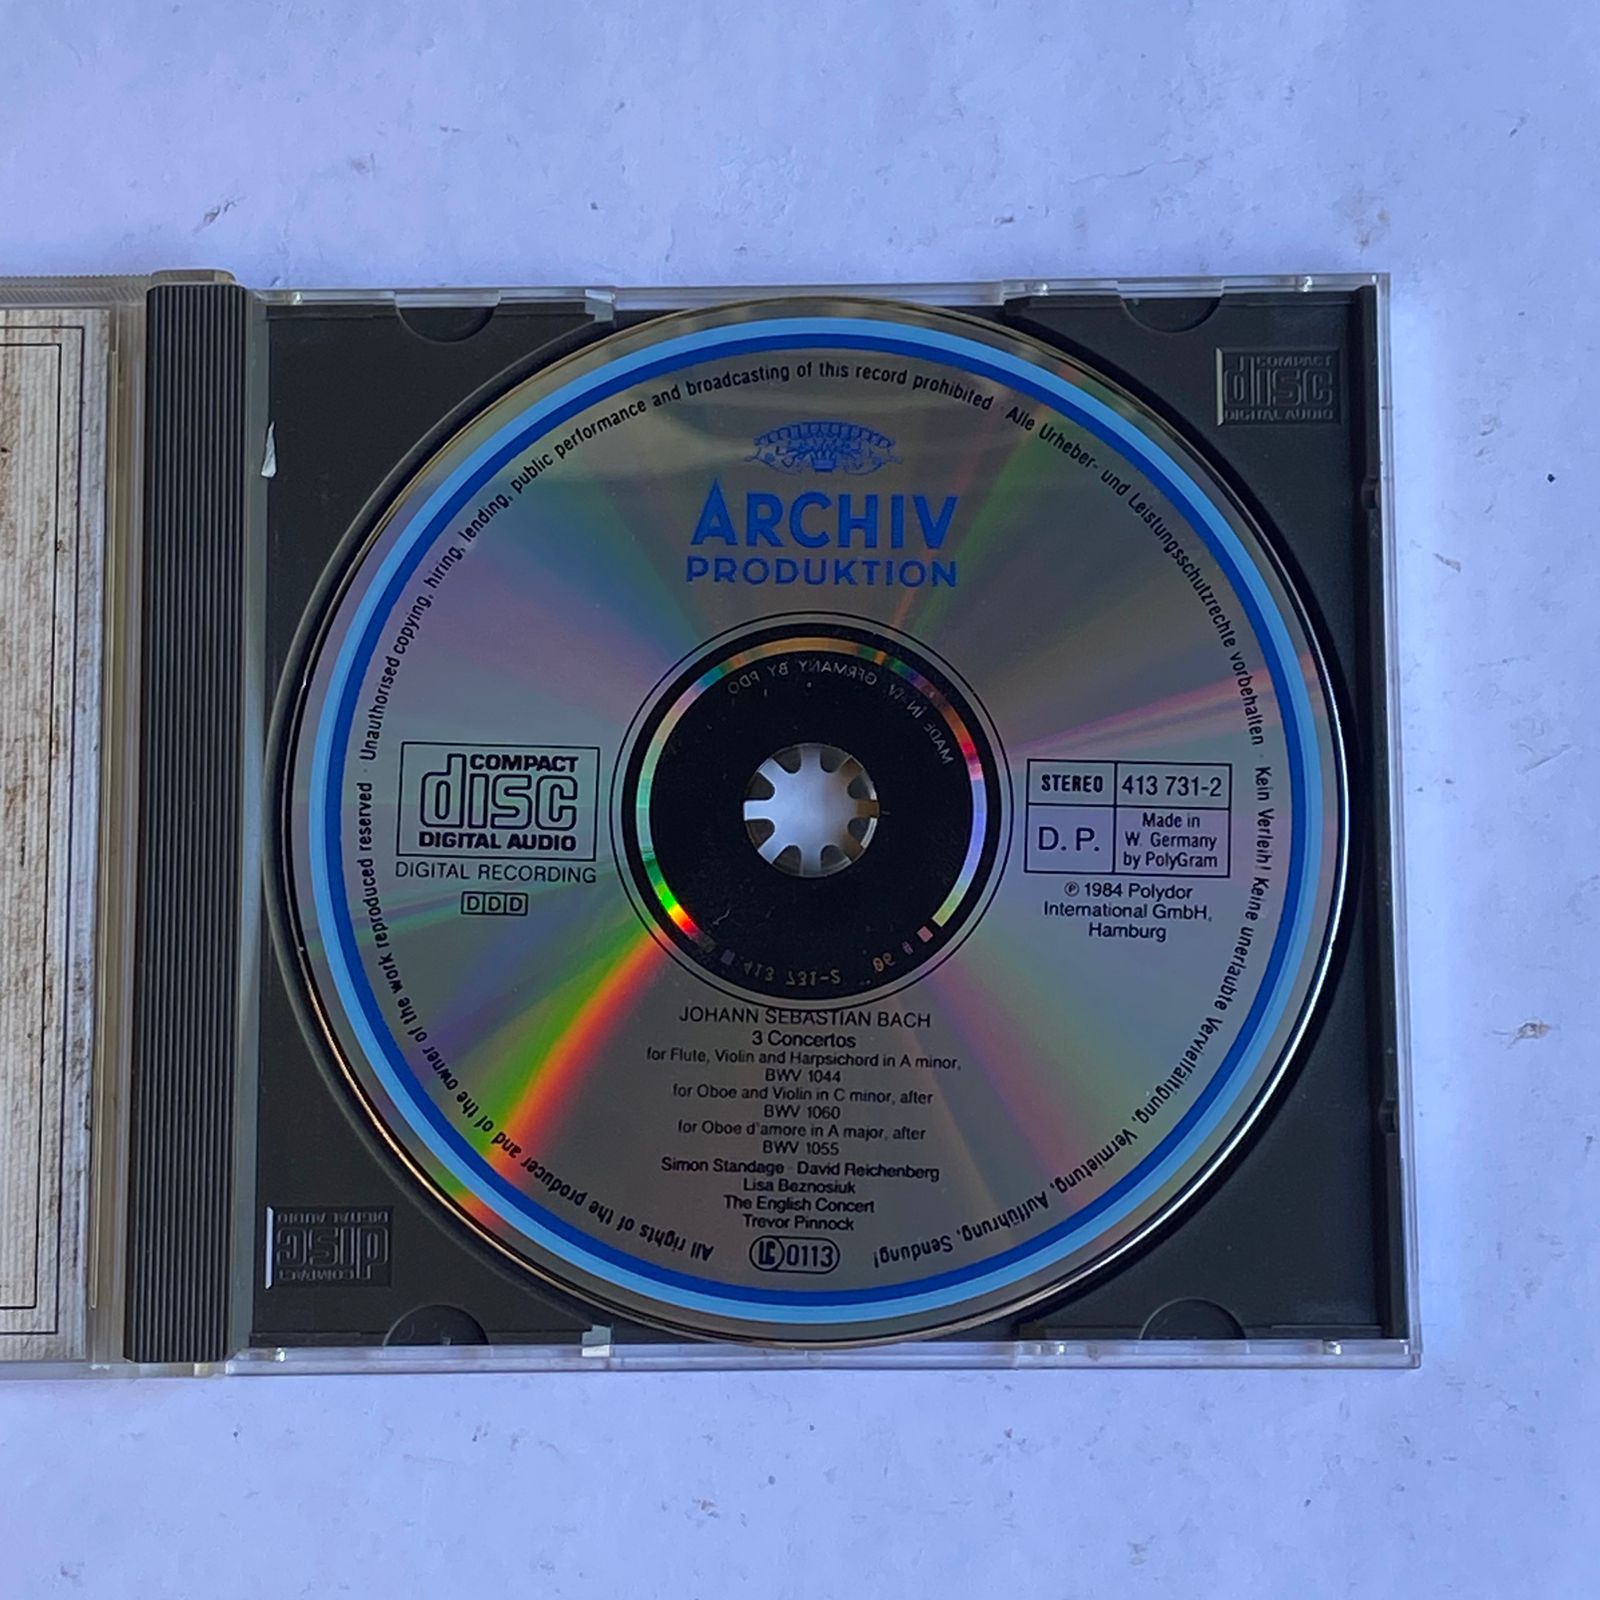 ARCHIV
PRODUKTION
All rights of the producer and of the owner of the work reproduced reserved · Unauthorised copying, hiring, lending, public performance and broadcasting of this record prohibited · Alle Urheber- und Leistungsschutzrechte vorbehalten · Kein Verleih! Keine unerlaubte Vervielfältigung, Vermietung, Aufführung, Sendung!
MADE IN W. GERMANY BY PDO
COMPACT
disc
DIGITAL AUDIO
DIGITAL RECORDING
DDD
STEREO 413 731-2
D.P.
Made in
W. Germany
by PolyGram
℗ 1984 Polydor
International GmbH,
Hamburg
413 731-2 06
JOHANN SEBASTIAN BACH
3 Concertos
for Flute, Violin and Harpsichord in A minor,
BWV 1044
for Oboe and Violin in C minor, after
BWV 1060
for Oboe d'amore in A major, after
BWV 1055
Simon Standage · David Reichenberg
Lisa Beznosiuk
The English Concert
Trevor Pinnock
LC 0113
COMPACT
disc
DIGITAL AUDIO
COMPACT
disc
DIGITAL AUDIO